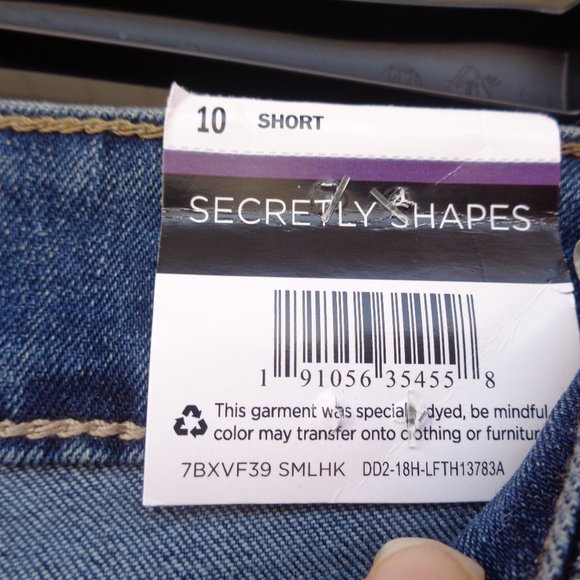 10 SHORT
SECRETLY SHAPES
1 91056 35455 8
This garment was specially dyed, be mindful
color may transfer onto clothing or furniture
7BXVF39 SMLHK DD2-18H-LFTH13783A